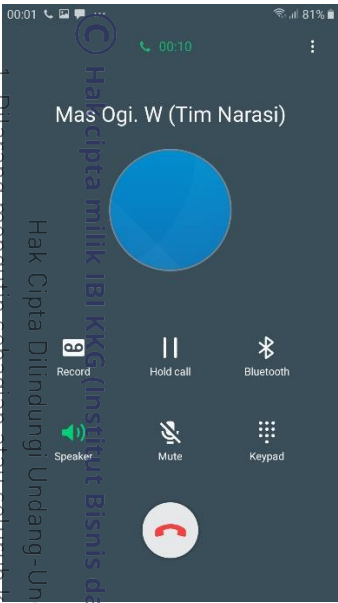 00:01
81%
00:10
Mas Ogi. W (Tim Narasi)
Record
Hold call
Bluetooth
Speaker
Mute
Keypad
© Hak cipta milik IBI KKG (Institut Bisnis da
Hak Cipta Dilindungi Undang-Un